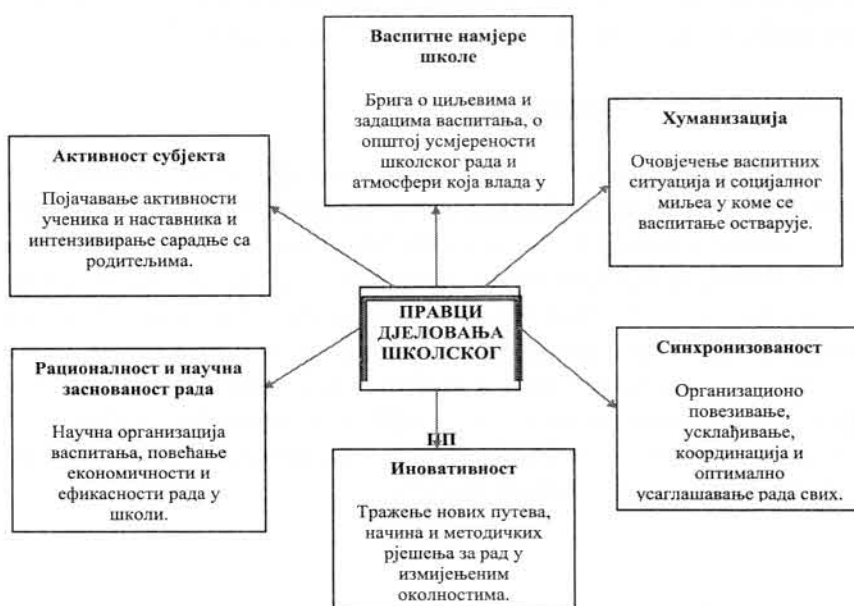 Васпитне намјере
школе
Брига о циљевима и
задацима васпитања, о
општој усмјерености
школског рада и
атмосфери која влада у
Хуманизација
Очовјечење васпитних
ситуација и социјалног
миљеа у коме се
васпитање остварује.
Активност субјекта
Појачавање активности
ученика и наставника и
интензивирање сарадње са
родитељима.
ПРАВЦИ
ДЈЕЛОВАЊА
ШКОЛСКОГ
Рационалност и научна
заснованост рада
Научна организација
васпитања, повећање
економичности и
ефикасности рада у
школи.
Синхронизованост
Организационо
повезивање,
усклађивање,
координација и
оптимално
усаглашавање рада свих.
Иновативност
Тражење нових путева,
начина и методичких
рјешења за рад у
измијењеним
околностима.